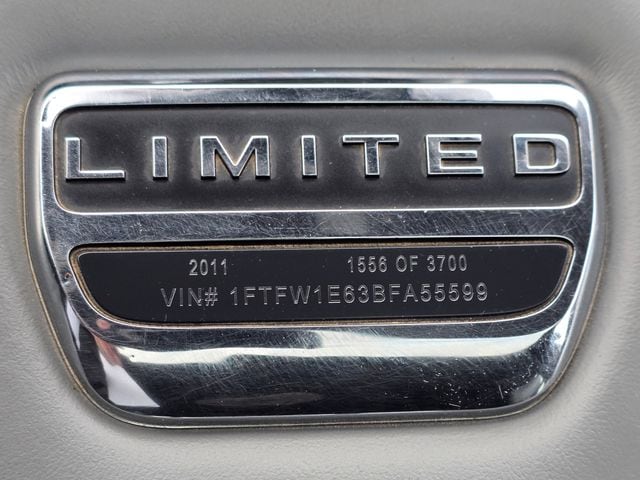 LIMITED
2011 1556 OF 3700
VIN# 1FTFW1E63BFA55599